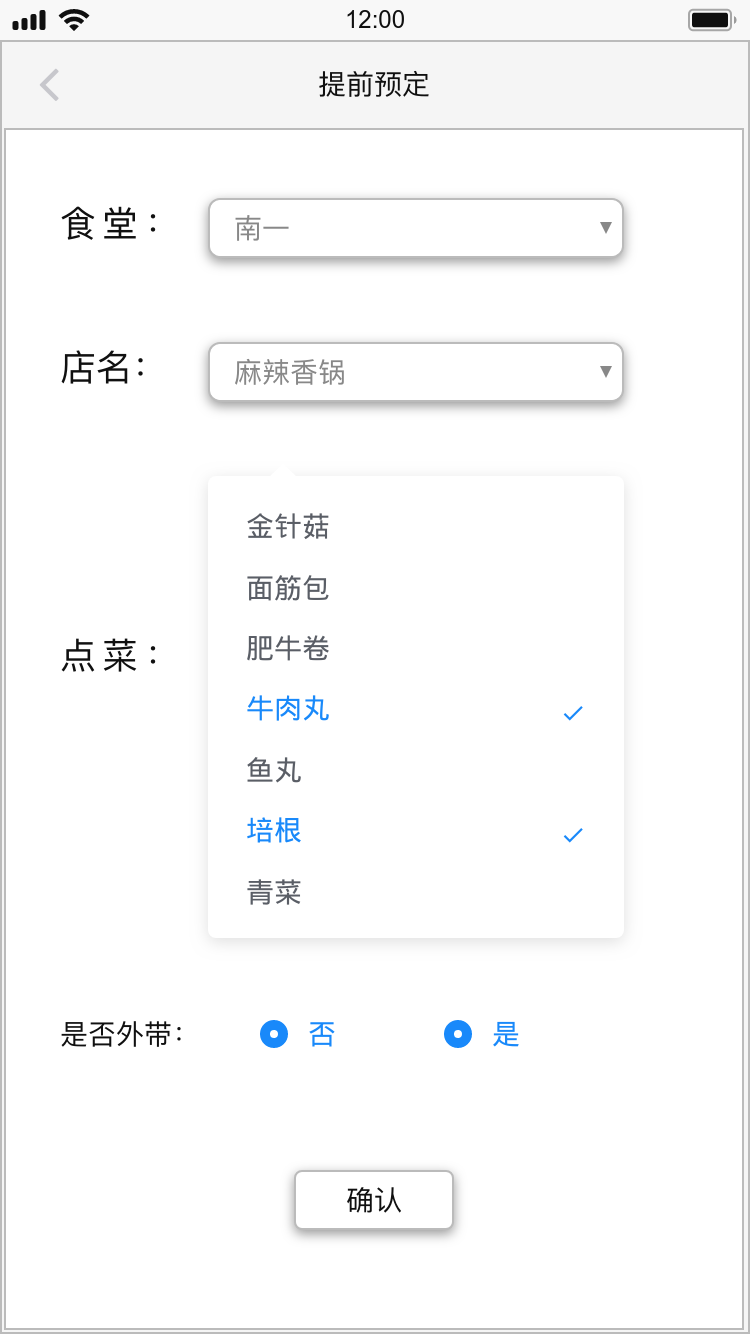 12:00
提前预定
食 堂 ：
南一
店名：
麻辣香锅
金针菇
面筋包
肥牛卷
点 菜 ：
牛肉丸
鱼丸
培根
青菜
是否外带： 否 是
确认